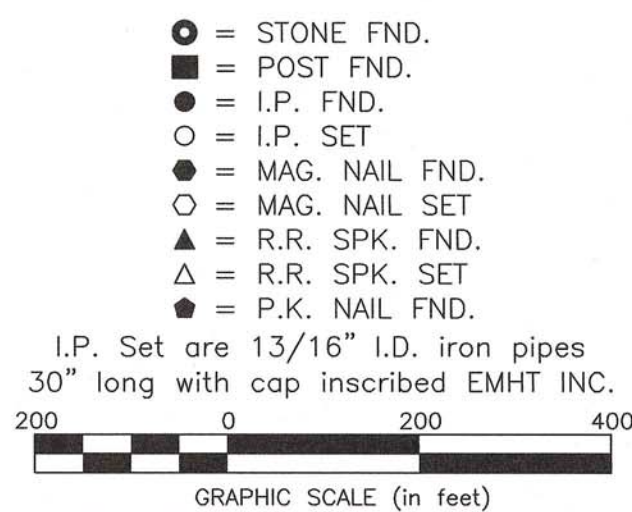 = STONE FND.
= POST FND.
= I.P. FND.
= I.P. SET
= MAG. NAIL FND.
= MAG. NAIL SET
= R.R. SPK. FND.
= R.R. SPK. SET
= P.K. NAIL FND.
I.P. Set are 13/16" I.D. iron pipes
30" long with cap inscribed EMHT INC.
200 0 200 400
GRAPHIC SCALE (in feet)